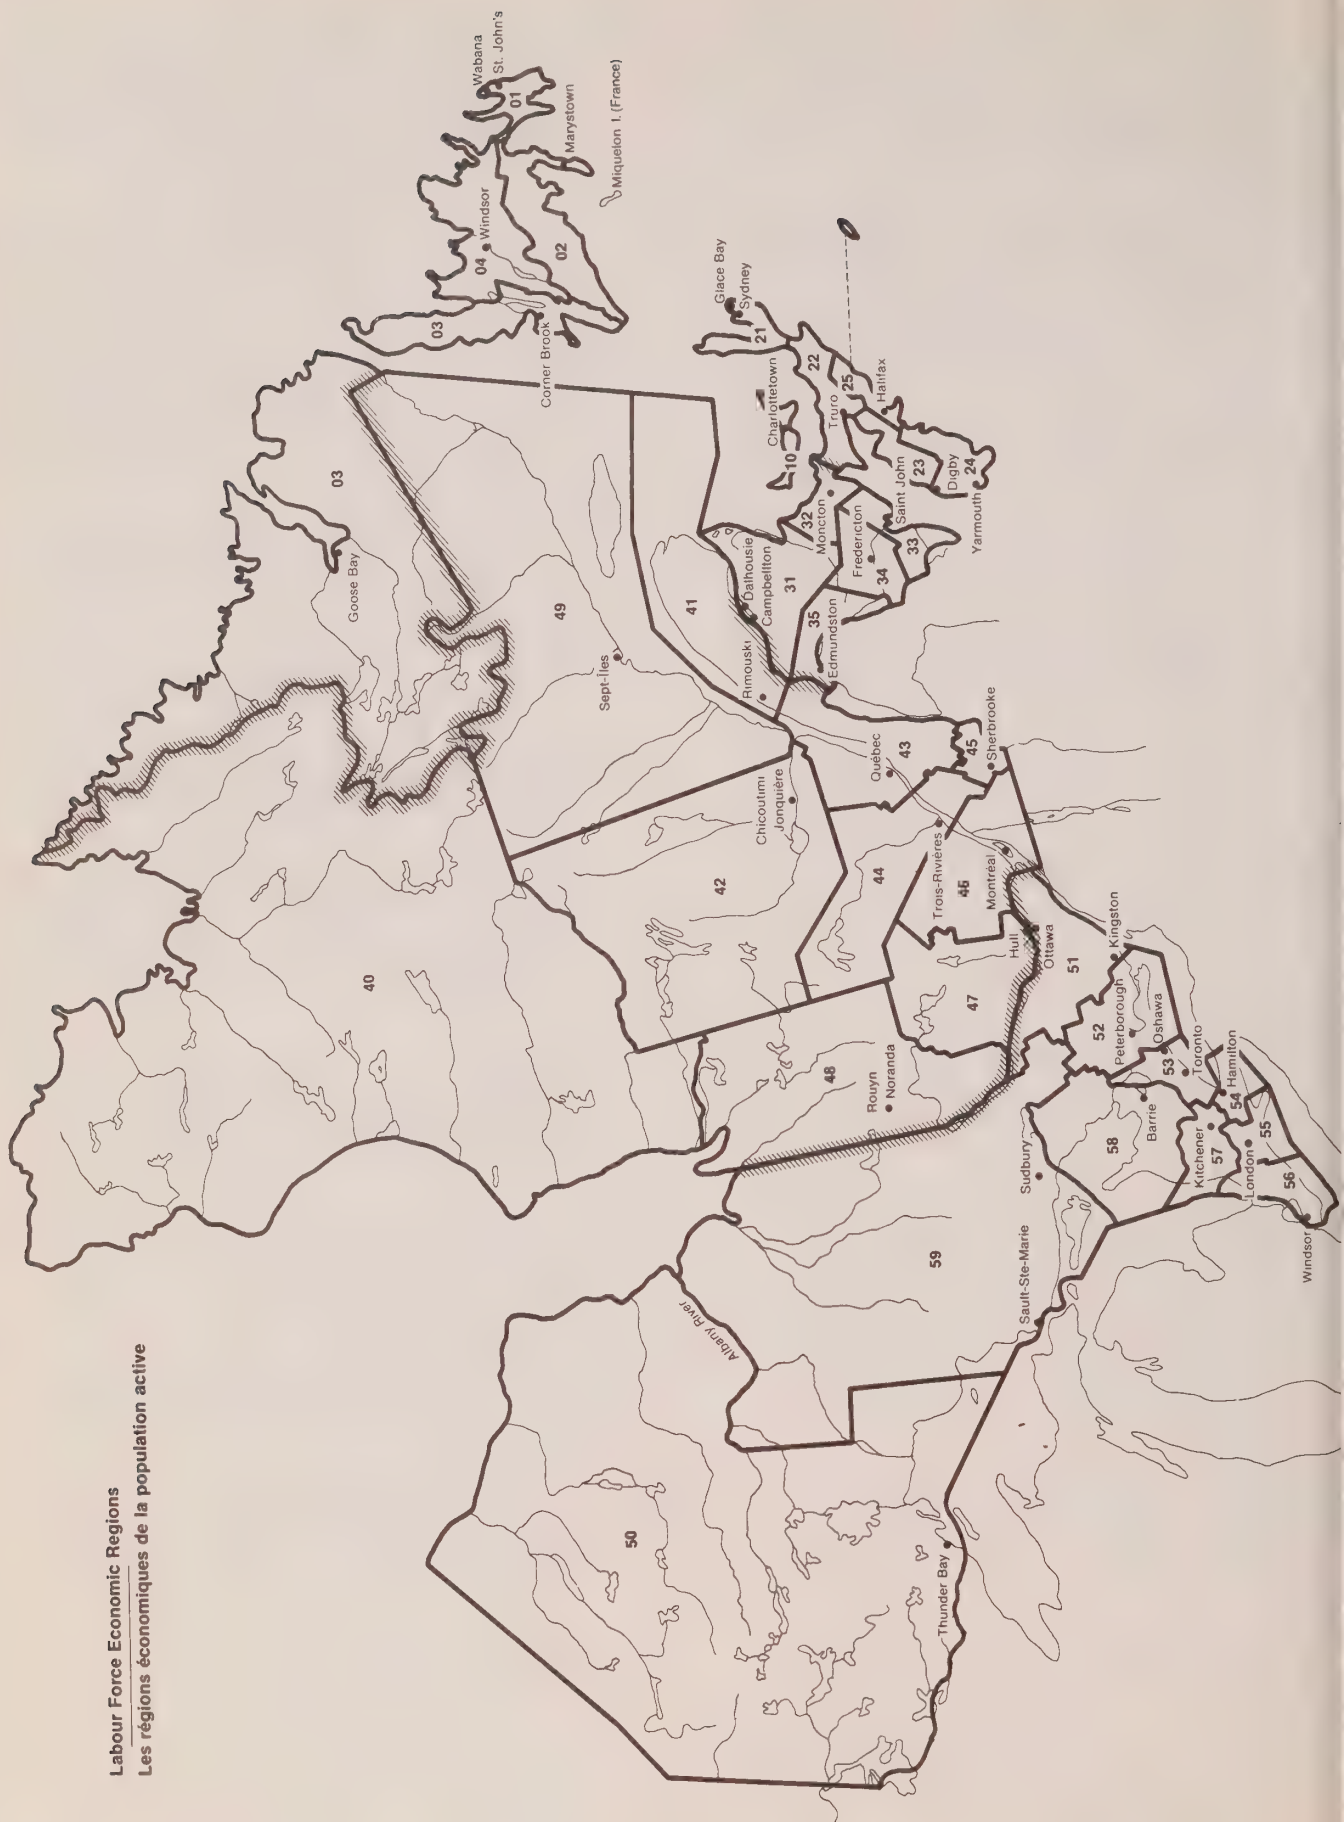 Labour Force Economic Regions
Les régions économiques de la population active
40
03
Goose Bay
03
04
Windsor
Wabana
St. John's
01
02
Marystown
Miquelon I. (France)
Corner Brook
49
Sept-Îles
41
42
Chicoutimi
Jonquière
Rimouski
Dalhousie
Campbellton
31
35
Edmundston
32
Moncton
Fredericton
34
33
Saint John
10
Charlottetown
Glace Bay
Sydney
21
22
Truro
25
Halifax
23
Digby
24
Yarmouth
43
Québec
45
Sherbrooke
44
Trois-Rivières
46
Montréal
Hull
Ottawa
47
48
Rouyn
Noranda
50
Albany River
59
Thunder Bay
Sault-Ste-Marie
Sudbury
51
Kingston
52
Peterborough
Oshawa
53
Toronto
Hamilton
54
55
58
Barrie
Kitchener
57
London
56
Windsor